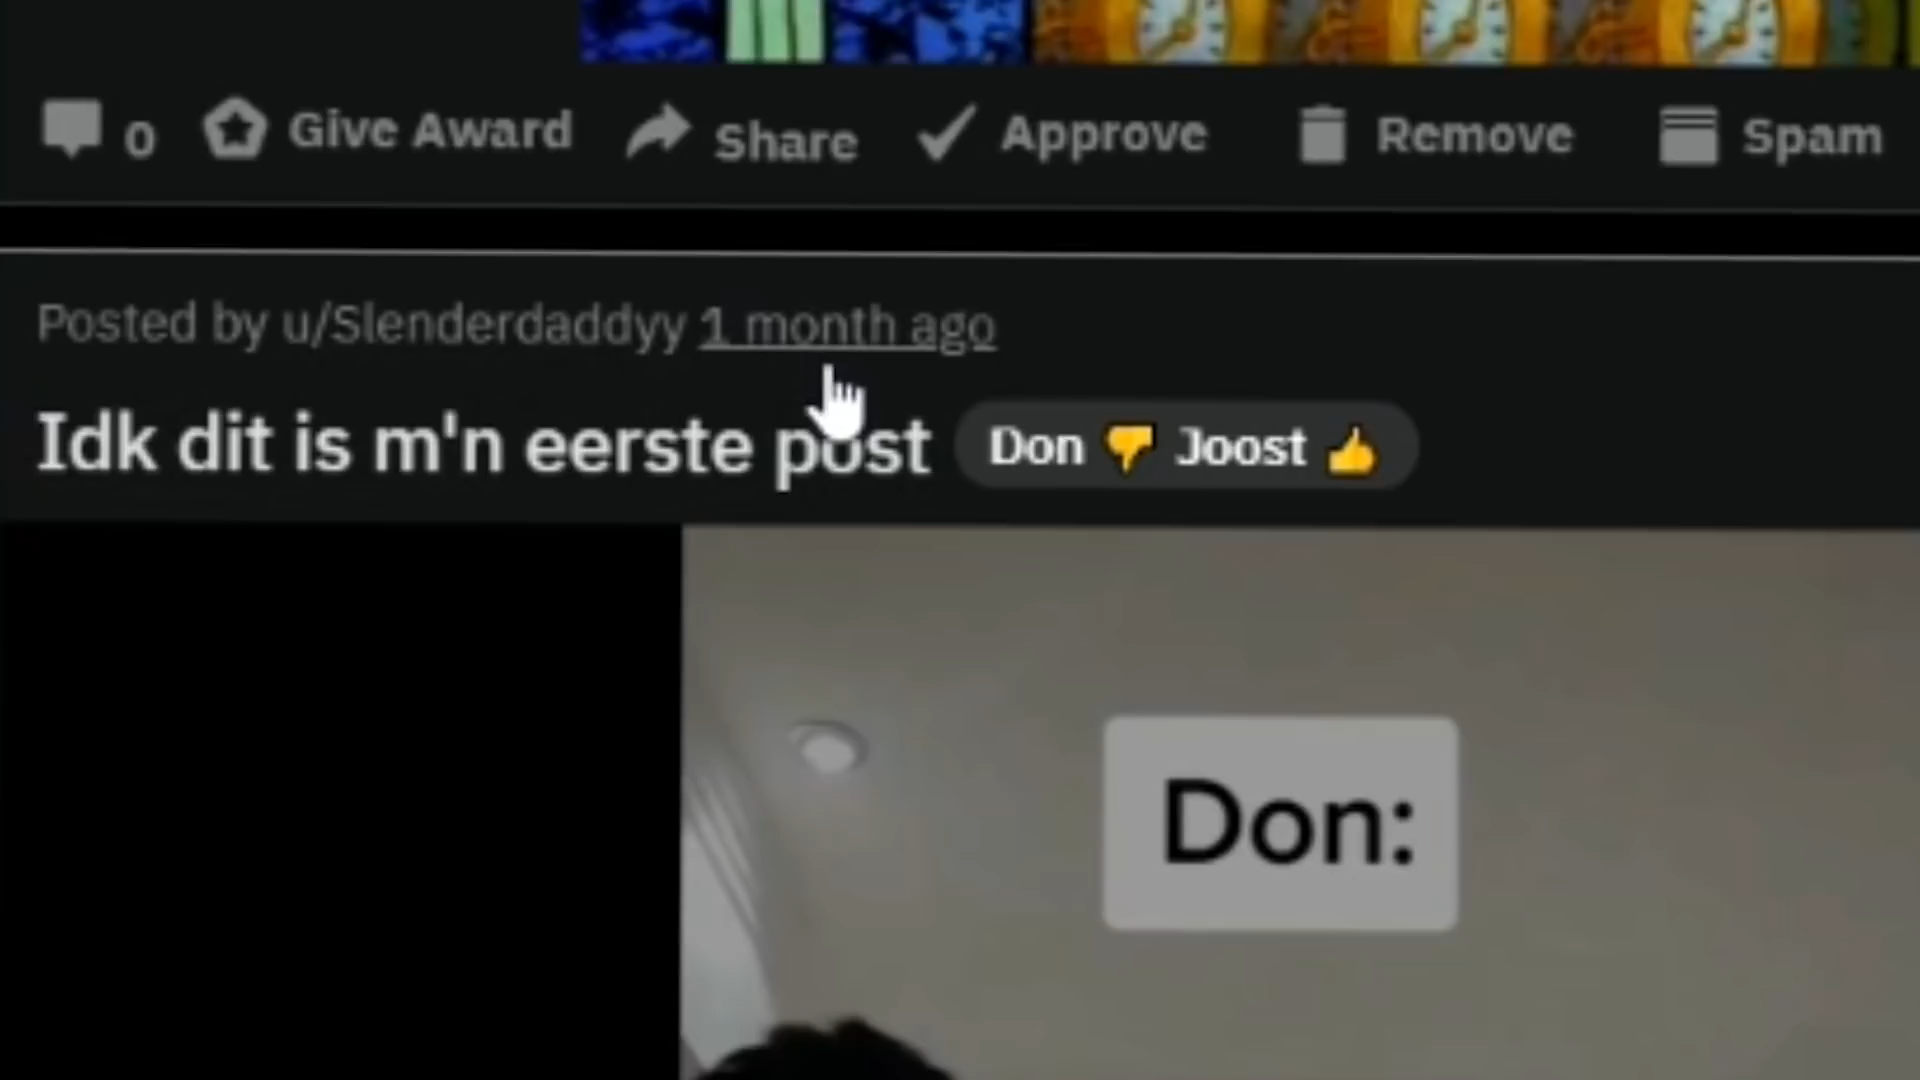 0 Give Award Share Approve Remove Spam
Posted by u/Slenderdaddyy 1 month ago
Idk dit is m'n eerste post Don 👎 Joost 👍
Don: